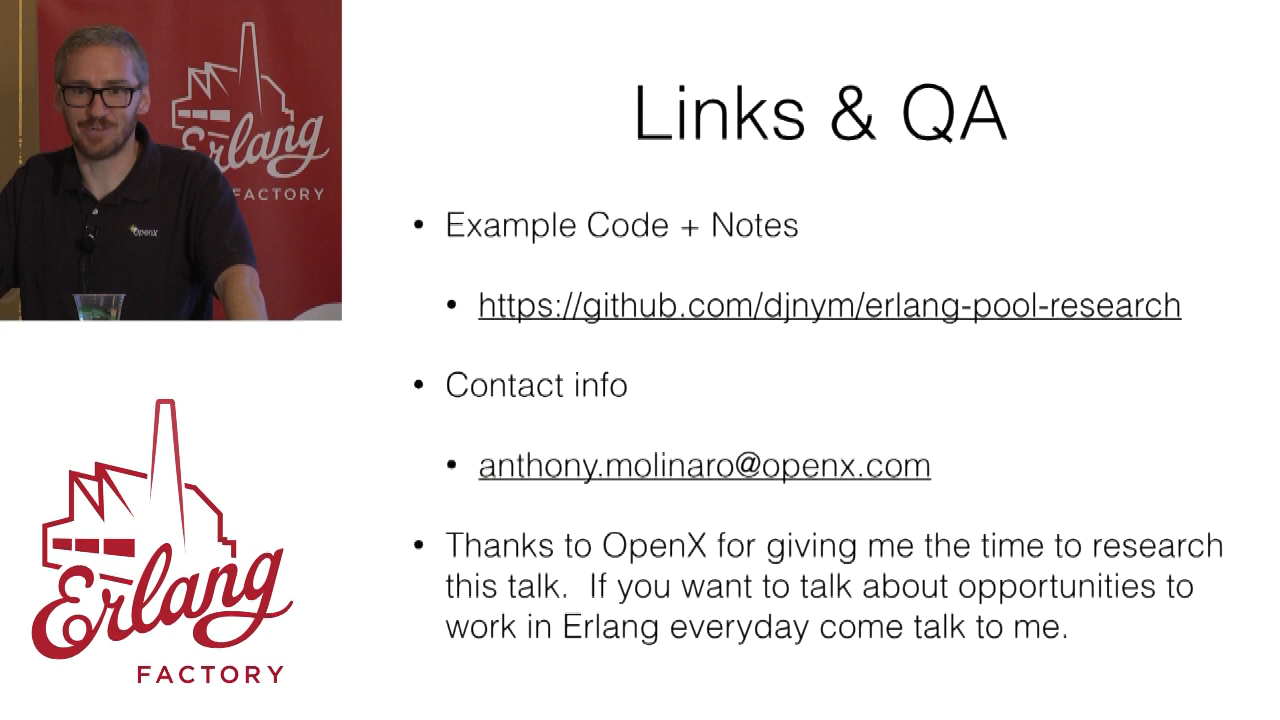 Erlang
FACTORY
OpenX
Links & QA
• Example Code + Notes
• https://github.com/djnym/erlang-pool-research
• Contact info
• anthony.molinaro@openx.com
• Thanks to OpenX for giving me the time to research
this talk.  If you want to talk about opportunities to
work in Erlang everyday come talk to me.
Erlang
FACTORY